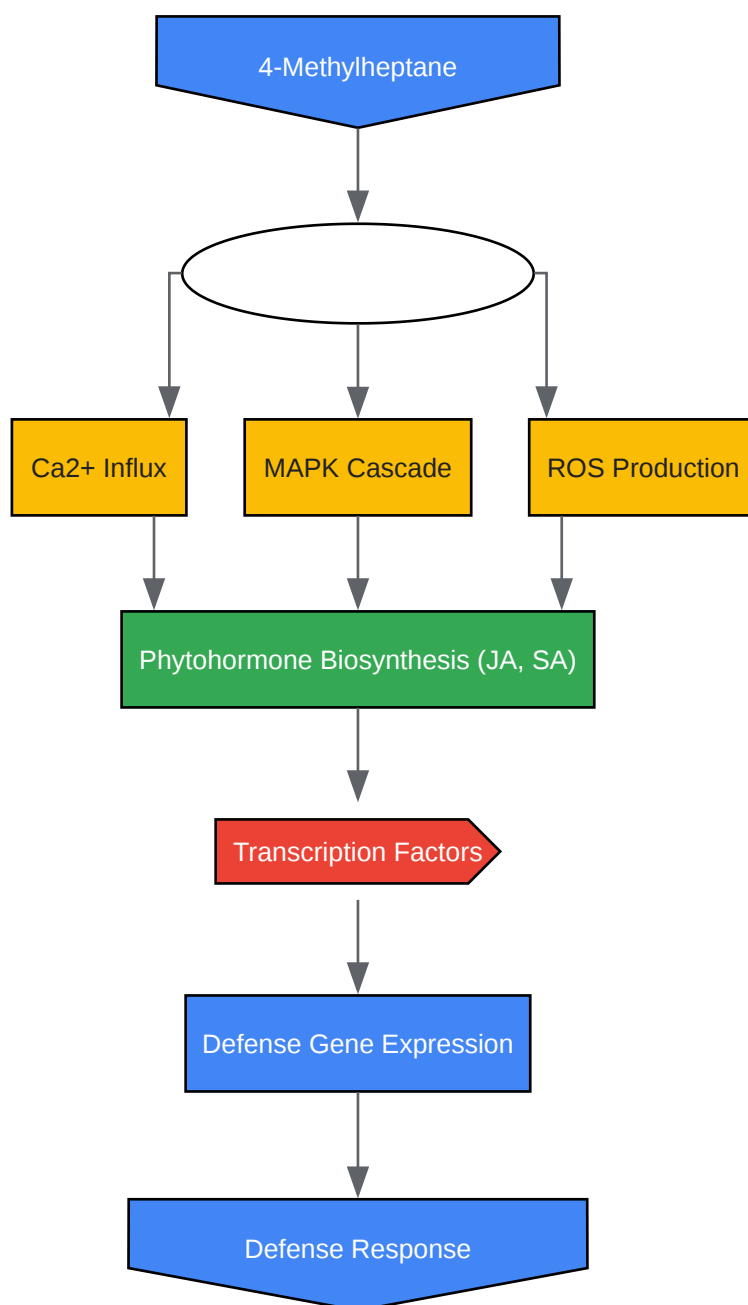 4-Methylheptane
Ca2+ Influx
MAPK Cascade
ROS Production
Phytohormone Biosynthesis (JA, SA)
Transcription Factors
Defense Gene Expression
Defense Response